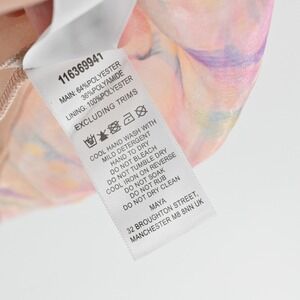 116369941
MAIN: 64%POLYESTER
36%POLYAMIDE
LINING: 100%POLYESTER
EXCLUDING TRIMS
COOL HAND WASH WITH
MILD DETERGENT
HAND TO DRY
DO NOT BLEACH
DO NOT TUMBLE DRY
COOL IRON ON REVERSE
DO NOT SOAK
DO NOT RUB
DO NOT DRY CLEAN
MAYA
32 BROUGHTON STREET,
MANCHESTER M8 8NN UK